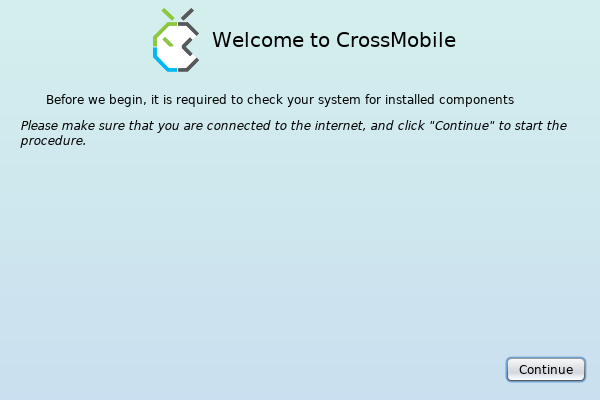 Welcome to CrossMobile
Before we begin, it is required to check your system for installed components
Please make sure that you are connected to the internet, and click "Continue" to start the
procedure.
Continue